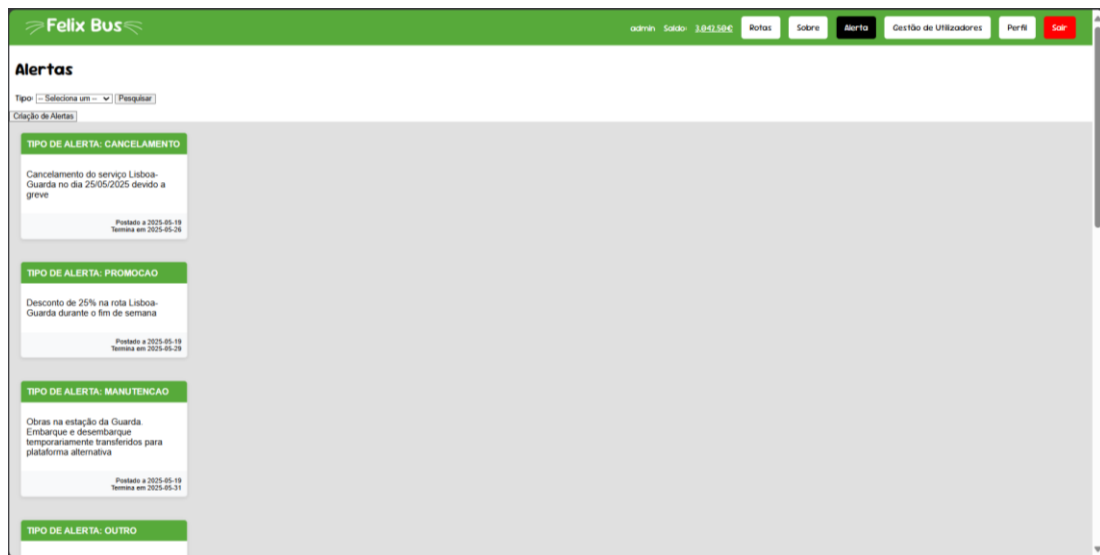 Felix Bus
admin Saldo: 3.042.50€ Rotas Sobre Alerta Gestão de Utilizadores Perfil Sair
Alertas
Tipo: -- Seleciona um -- Pesquisar
Criação de Alertas
TIPO DE ALERTA: CANCELAMENTO
Cancelamento do serviço Lisboa-
Guarda no dia 25/05/2025 devido a
greve
Postado a 2025-05-19
Termina em 2025-05-26
TIPO DE ALERTA: PROMOCAO
Desconto de 25% na rota Lisboa-
Guarda durante o fim de semana
Postado a 2025-05-19
Termina em 2025-05-29
TIPO DE ALERTA: MANUTENCAO
Obras na estação da Guarda.
Embarque e desembarque
temporariamente transferidos para
plataforma alternativa
Postado a 2025-05-19
Termina em 2025-05-31
TIPO DE ALERTA: OUTRO